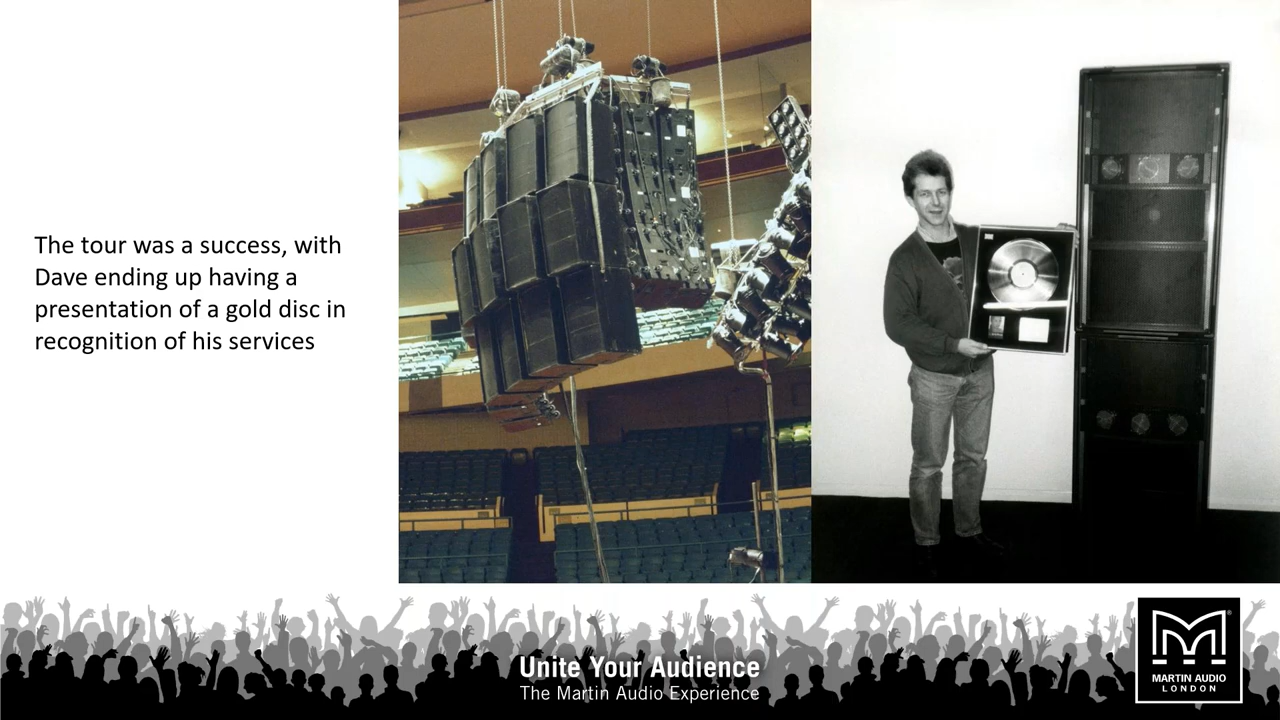 The tour was a success, with
Dave ending up having a
presentation of a gold disc in
recognition of his services
Unite Your Audience
The Martin Audio Experience
MARTIN AUDIO
LONDON